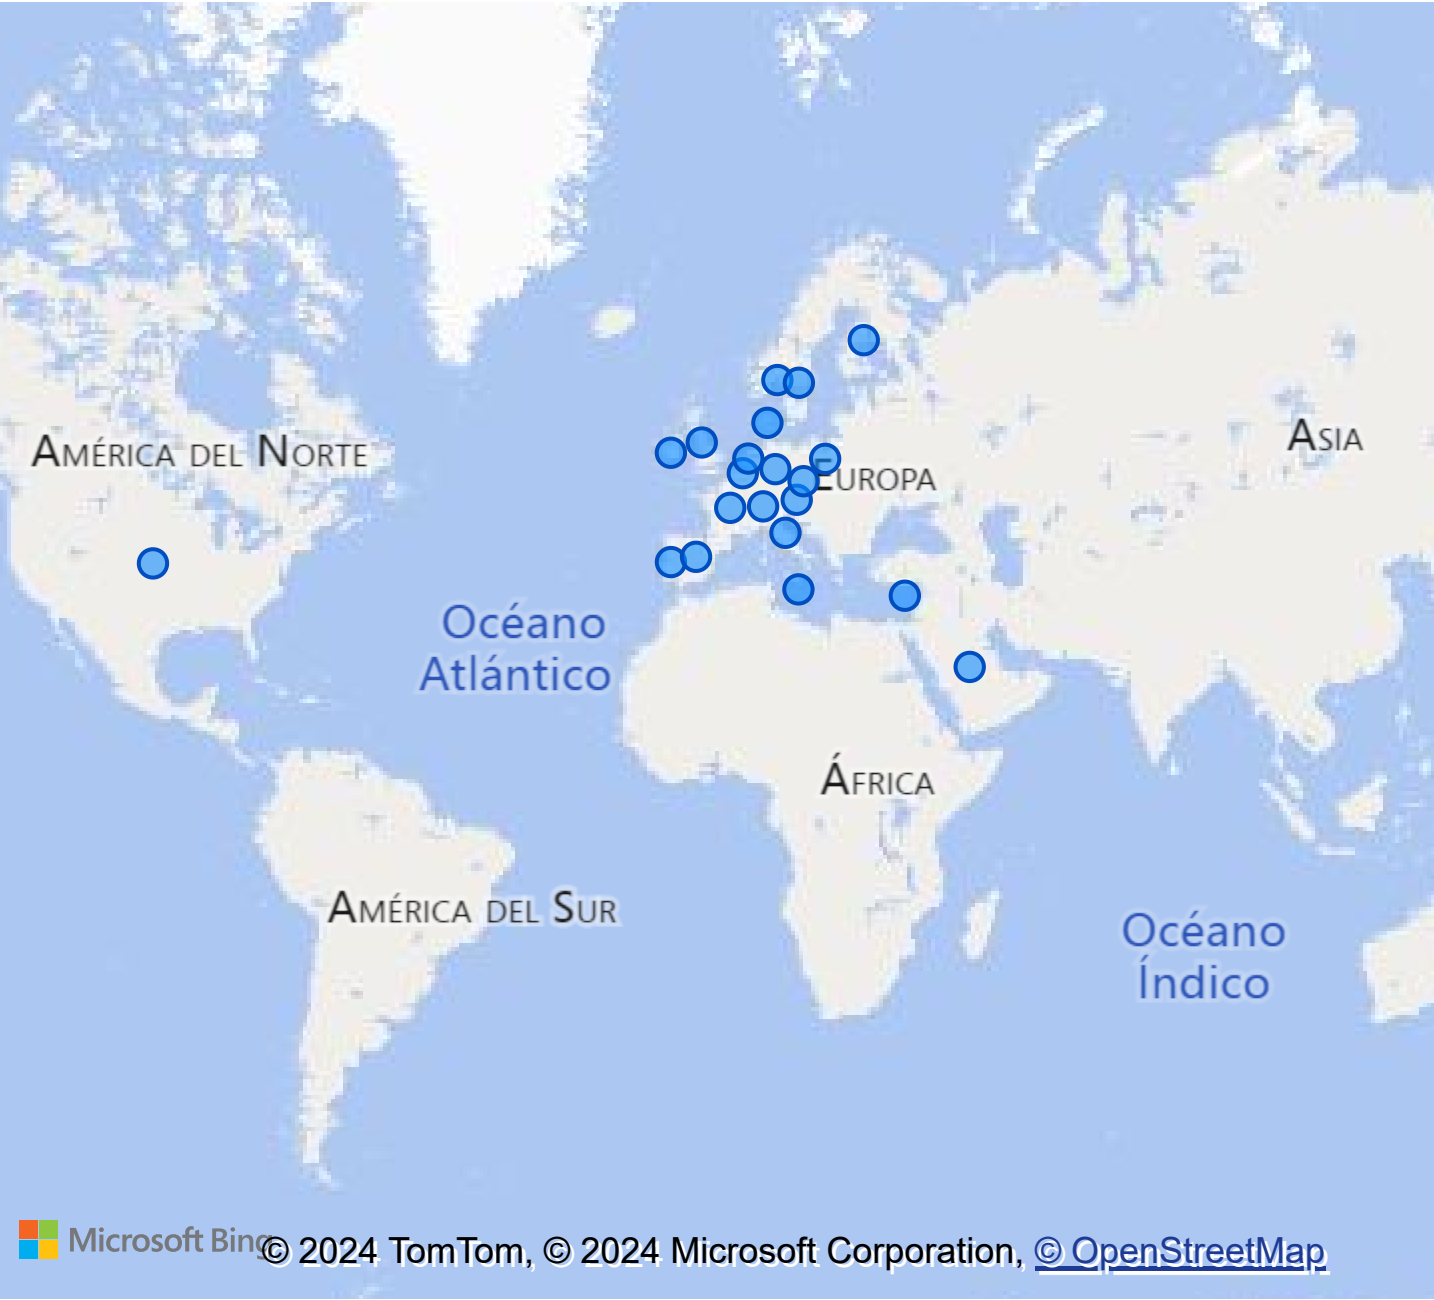 AMÉRICA DEL NORTE
ASIA
EUROPA
Océano
Atlántico
ÁFRICA
AMÉRICA DEL SUR
Océano
Índico
Microsoft Bing
© 2024 TomTom, © 2024 Microsoft Corporation, © OpenStreetMap